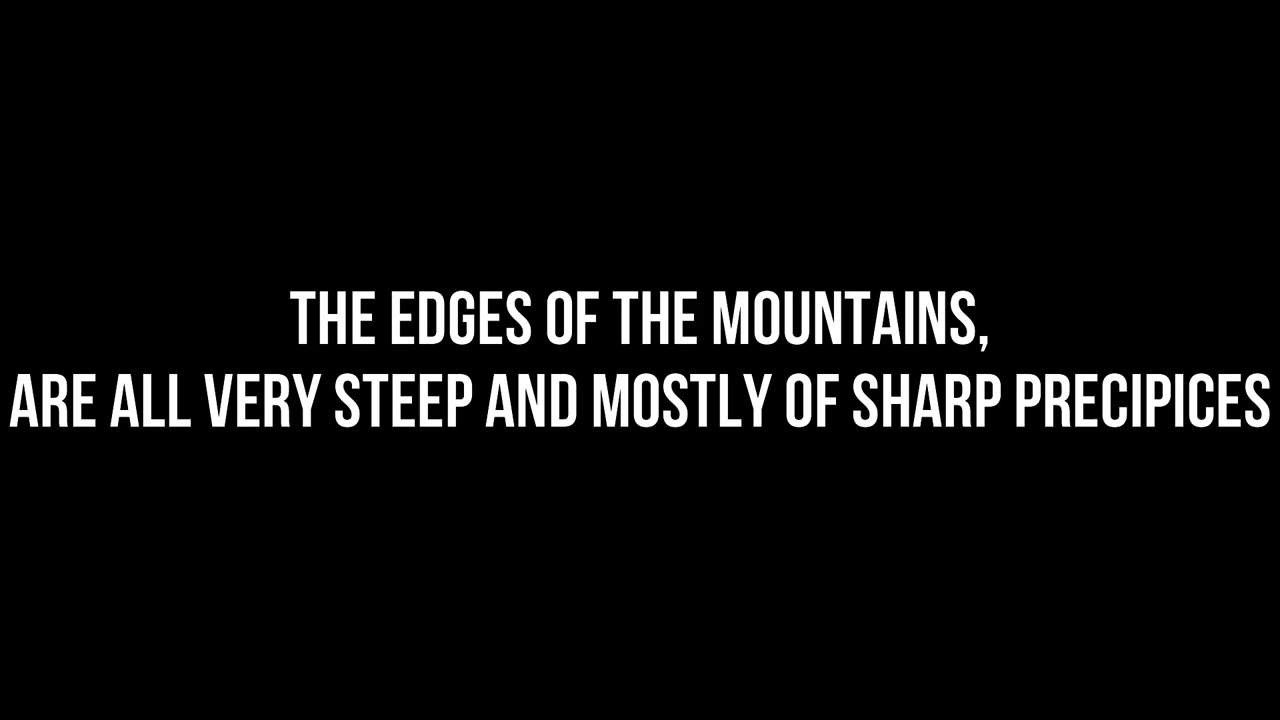 THE EDGES OF THE MOUNTAINS,
ARE ALL VERY STEEP AND MOSTLY OF SHARP PRECIPICES